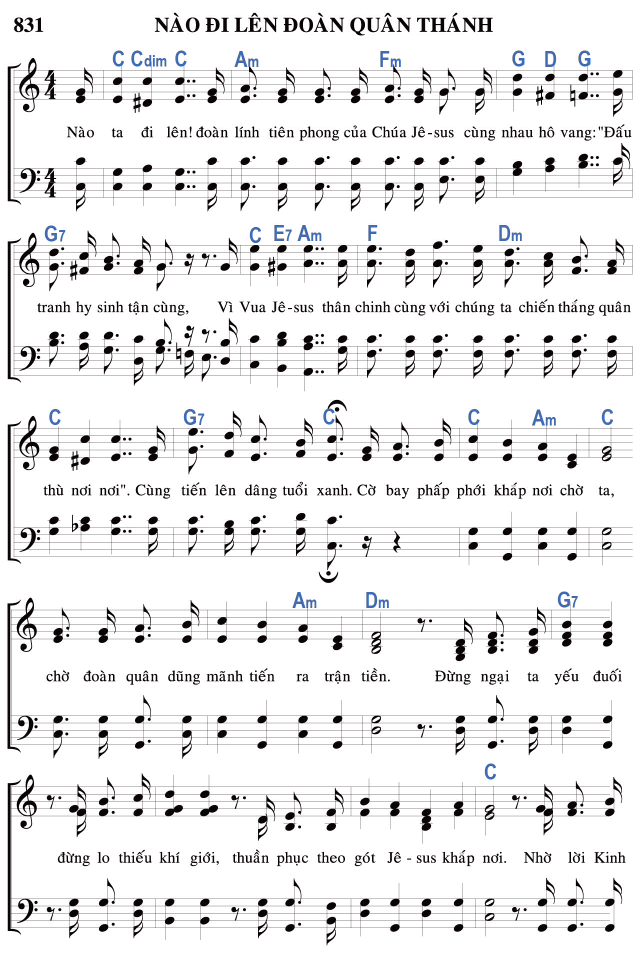 831 NÀO ĐI LÊN ĐOÀN QUÂN THÁNH
C Cdim C Am Fm G D G
Nào ta đi lên! đoàn lính tiên phong của Chúa Jê-sus cùng nhau hô vang:"Đấu
G7 C E7 Am F Dm
tranh hy sinh tận cùng, Vì Vua Jê-sus thân chinh cùng với chúng ta chiến tháng quân
C G7 C C Am C
thù nơi nơi". Cùng tiến lên dâng tuổi xanh. Cờ bay phấp phới khắp nơi chờ ta,
Am Dm G7
chờ đoàn quân dũng mãnh tiến ra trận tiền. Đừng ngại ta yếu đuối
C
đừng lo thiếu khí giới, thuần phục theo gót Jê-sus khắp nơi. Nhờ lời Kinh